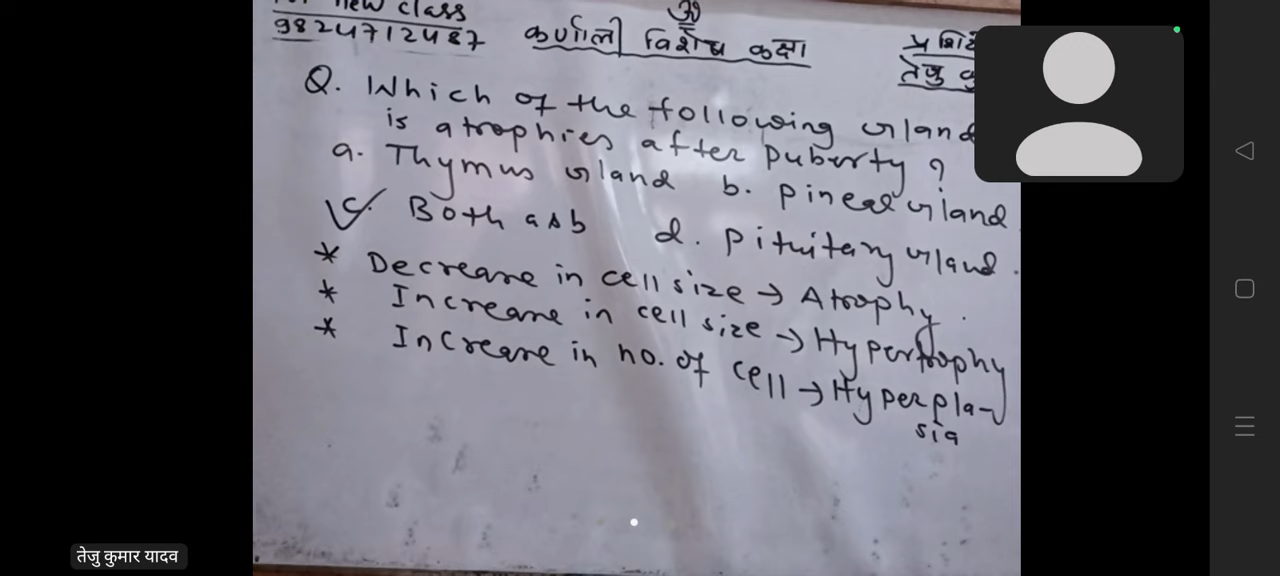 new class
9824712487
ॐ
कर्णाली विशेष कक्षा
तेजु
Q. Which of the following gland
is atrophies after puberty ?
a. Thymus gland b. pineal gland
c. Both a & b d. pituitary gland.
* Decrease in cell size → Atrophy.
* Increase in cell size → Hypertrophy
* Increase in no. of cell → Hyperpla-
sia
तेजु कुमार यादव